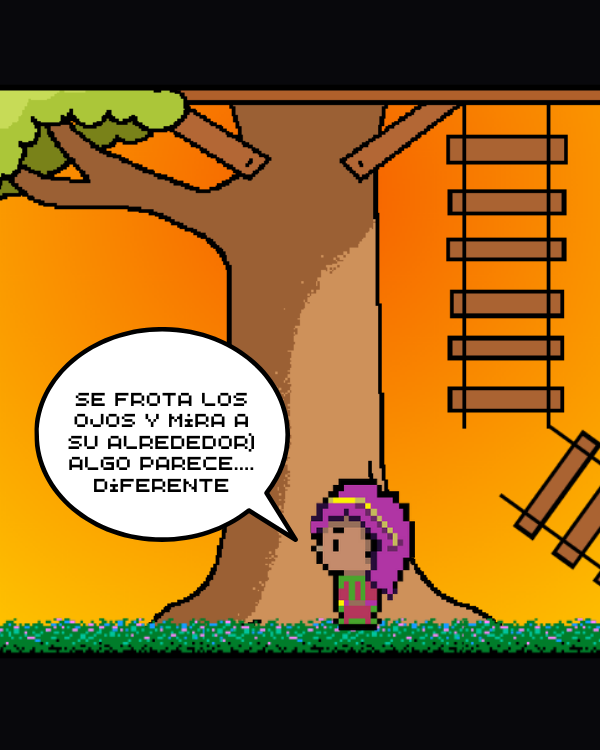 SE FROTA LOS
OJOS Y MiRA A
SU ALREDEDOR)
ALGO PARECE....
DiFERENTE